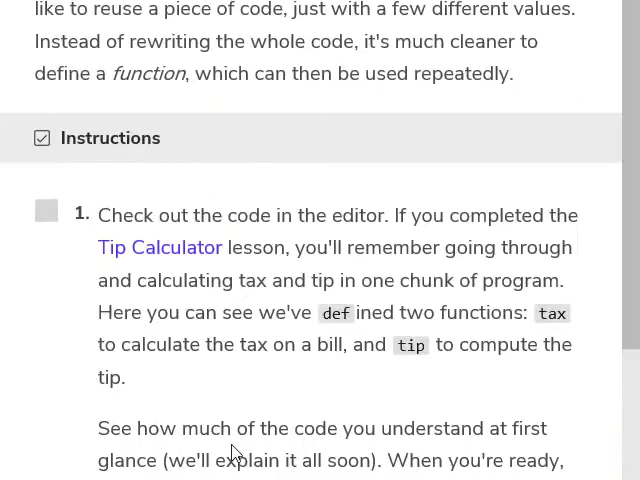 like to reuse a piece of code, just with a few different values.
Instead of rewriting the whole code, it's much cleaner to
define a function, which can then be used repeatedly.
Instructions
1. Check out the code in the editor. If you completed the
Tip Calculator lesson, you'll remember going through
and calculating tax and tip in one chunk of program.
Here you can see we've defined two functions: tax
to calculate the tax on a bill, and tip to compute the
tip.
See how much of the code you understand at first
glance (we'll explain it all soon). When you're ready,